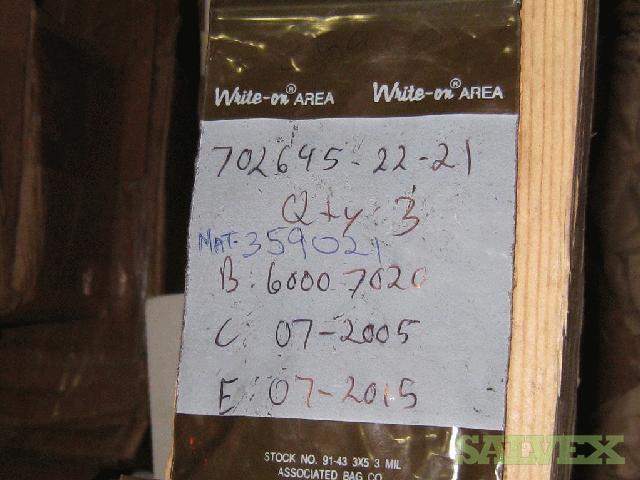 Write-on® AREA Write-on® AREA
702645-22-21
Qty 3
MAT-359021
B: 6000 7020
C: 07-2005
E: 07-2015
STOCK NO. 91-43 3X5 3 MIL
ASSOCIATED BAG CO
SALVEX